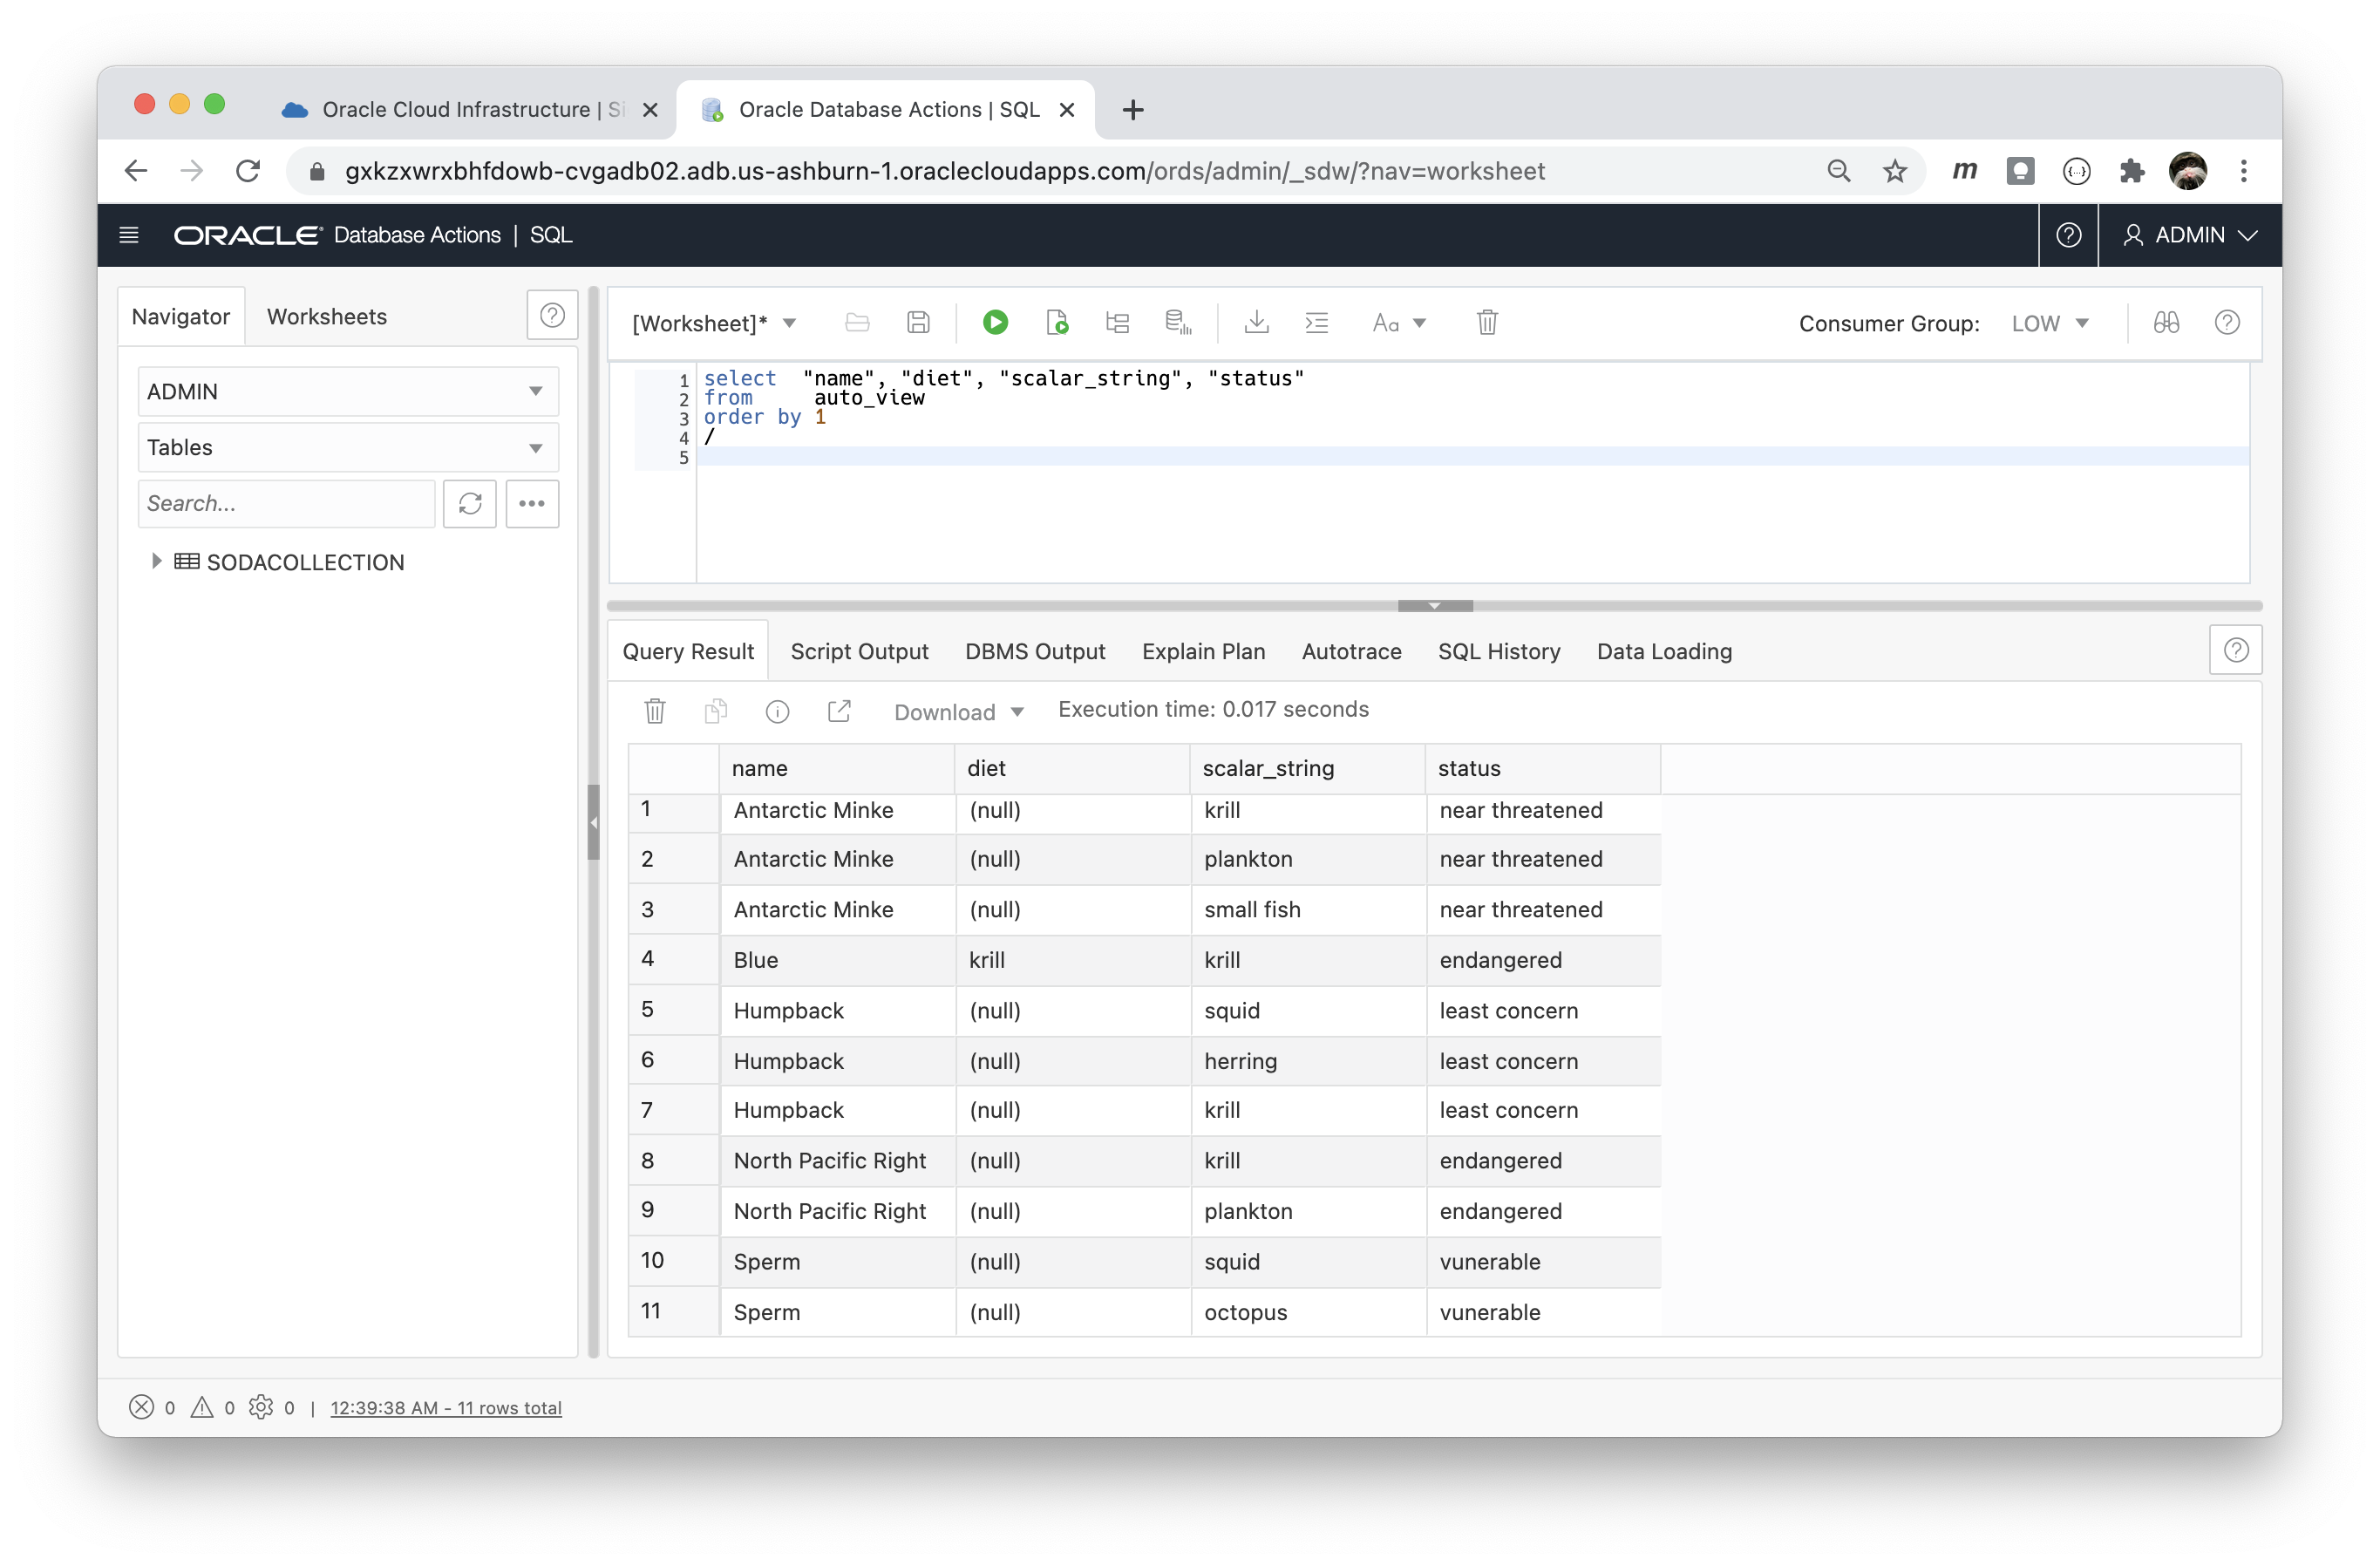 Oracle Cloud Infrastructure | Si
Oracle Database Actions | SQL
gxkzxwrxbhfdowb-cvgadb02.adb.us-ashburn-1.oraclecloudapps.com/ords/admin/_sdw/?nav=worksheet
m
ORACLE® Database Actions | SQL
ADMIN
Navigator Worksheets
[Worksheet]* Aa Consumer Group: LOW
ADMIN
Tables
Search...
SODACOLLECTION
1 select "name", "diet", "scalar_string", "status"
2 from auto_view
3 order by 1
4 /
5
Query Result Script Output DBMS Output Explain Plan Autotrace SQL History Data Loading
Download Execution time: 0.017 seconds
name diet scalar_string status
1 Antarctic Minke (null) krill near threatened
2 Antarctic Minke (null) plankton near threatened
3 Antarctic Minke (null) small fish near threatened
4 Blue krill krill endangered
5 Humpback (null) squid least concern
6 Humpback (null) herring least concern
7 Humpback (null) krill least concern
8 North Pacific Right (null) krill endangered
9 North Pacific Right (null) plankton endangered
10 Sperm (null) squid vunerable
11 Sperm (null) octopus vunerable
0 0 0 | 12:39:38 AM - 11 rows total